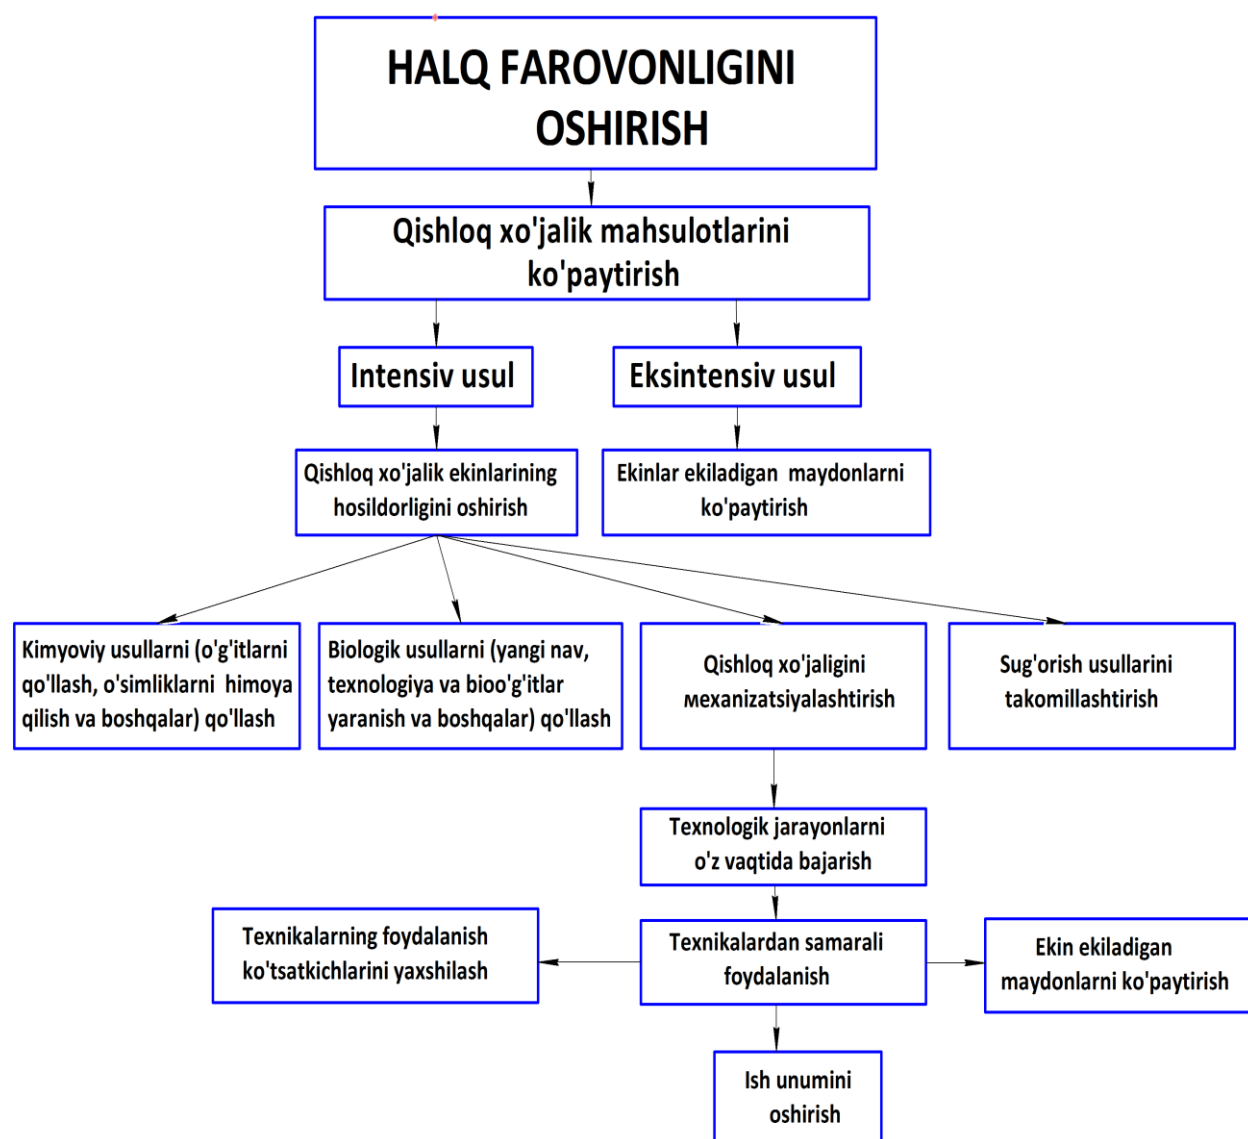 HALQ FAROVONLIGINI
OSHIRISH
Qishloq xo'jalik mahsulotlarini
ko'paytirish
Intensiv usul
Eksintensiv usul
Qishloq xo'jalik ekinlarining
hosildorligini oshirish
Ekinlar ekiladigan maydonlarni
ko'paytirish
Kimyoviy usullarni (o'g'itlarni
qo'llash, o'simliklarni himoya
qilish va boshqalar) qo'llash
Biologik usullarni (yangi nav,
texnologiya va bioo'g'itlar
yaranish va boshqalar) qo'llash
Qishloq xo'jaligini
мexanizatsiyalashtirish
Sug'orish usullarini
takomillashtirish
Texnologik jarayonlarni
o'z vaqtida bajarish
Texnikalarning foydalanish
ko'tsatkichlarini yaxshilash
Texnikalardan samarali
foydalanish
Ekin ekiladigan
maydonlarni ko'paytirish
Ish unumini
oshirish